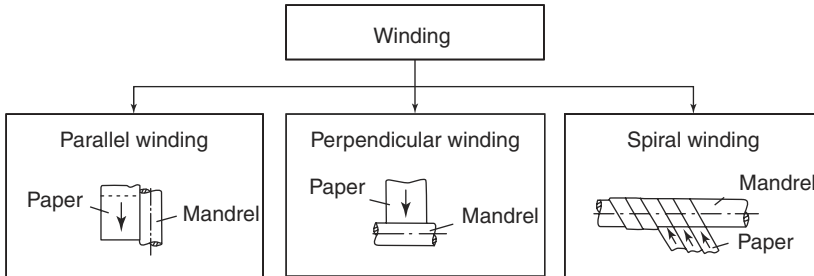 Winding
Parallel winding
Paper
Mandrel
Perpendicular winding
Paper
Mandrel
Spiral winding
Mandrel
Paper